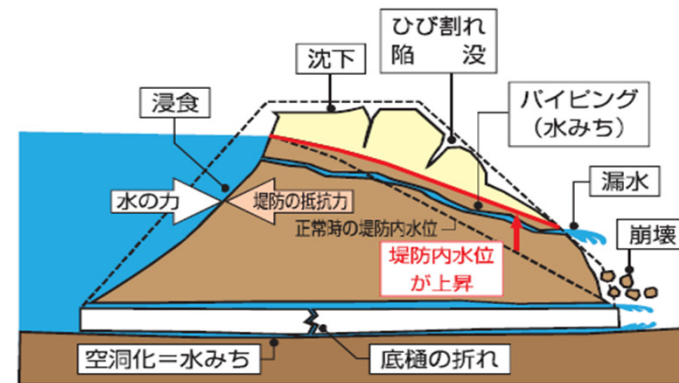 ひび割れ
陥 没
沈下
パイピング
(水みち)
浸食
漏水
水の力
堤防の抵抗力
正常時の堤防内水位
崩壊
堤防内水位
が上昇
空洞化=水みち
底樋の折れ